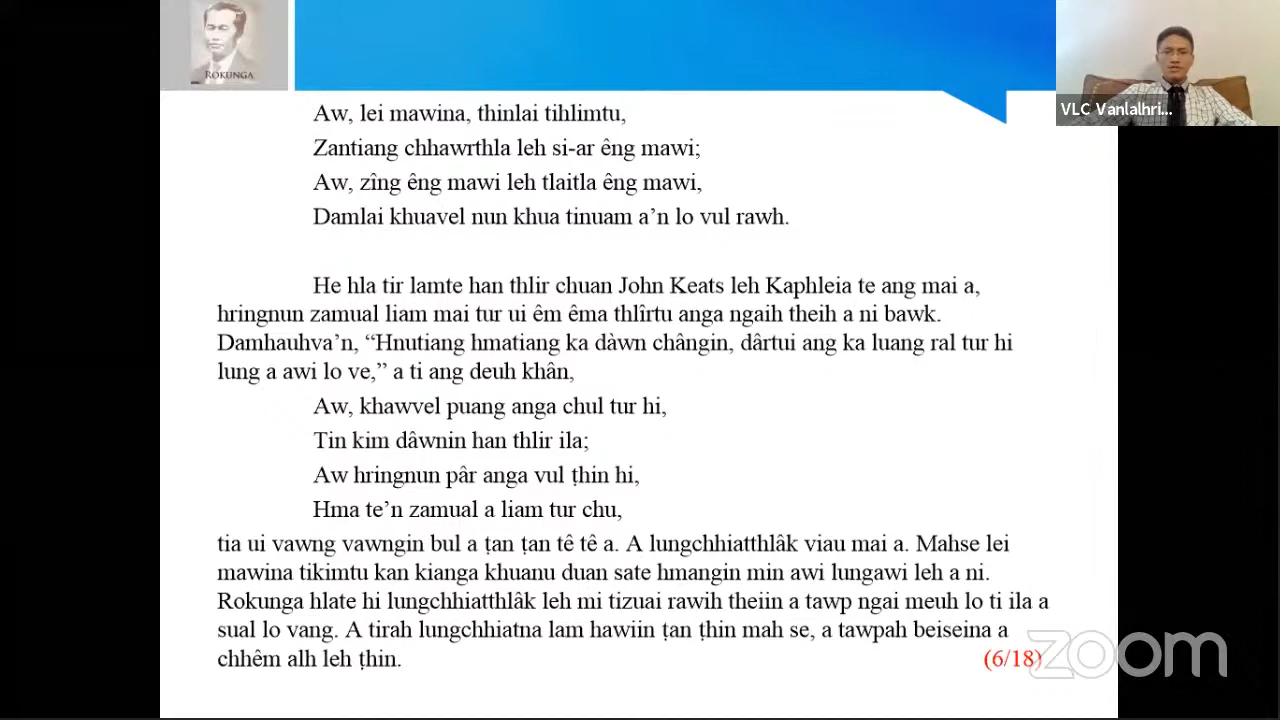 ROKUNGA
VLC Vanlalhri...
Aw, lei mawina, thinlai tihlimtu,
Zantiang chhawrthla leh si-ar êng mawi;
Aw, zîng êng mawi leh tlaitla êng mawi,
Damlai khuavel nun khua tinuam a’n lo vul rawh.
He hla tir lamte han thlir chuan John Keats leh Kaphleia te ang mai a,
hringnun zamual liam mai tur ui êm êma thlîrtu anga ngaih theih a ni bawk.
Damhauhva’n, “Hnutiang hmatiang ka dàwn chângin, dârtui ang ka luang ral tur hi
lung a awi lo ve,” a ti ang deuh khân,
Aw, khawvel puang anga chul tur hi,
Tin kim dâwnin han thlir ila;
Aw hringnun pâr anga vul ṭhin hi,
Hma te’n zamual a liam tur chu,
tia ui vawng vawngin bul a ṭan ṭan tê tê a. A lungchhiatthlâk viau mai a. Mahse lei
mawina tikimtu kan kianga khuanu duan sate hmangin min awi lungawi leh a ni.
Rokunga hlate hi lungchhiatthlâk leh mi tizuai rawih theiin a tawp ngai meuh lo ti ila a
sual lo vang. A tirah lungchhiatna lam hawiin ṭan ṭhin mah se, a tawpah beiseina a
chhêm alh leh ṭhin.
(6/18)
zoom